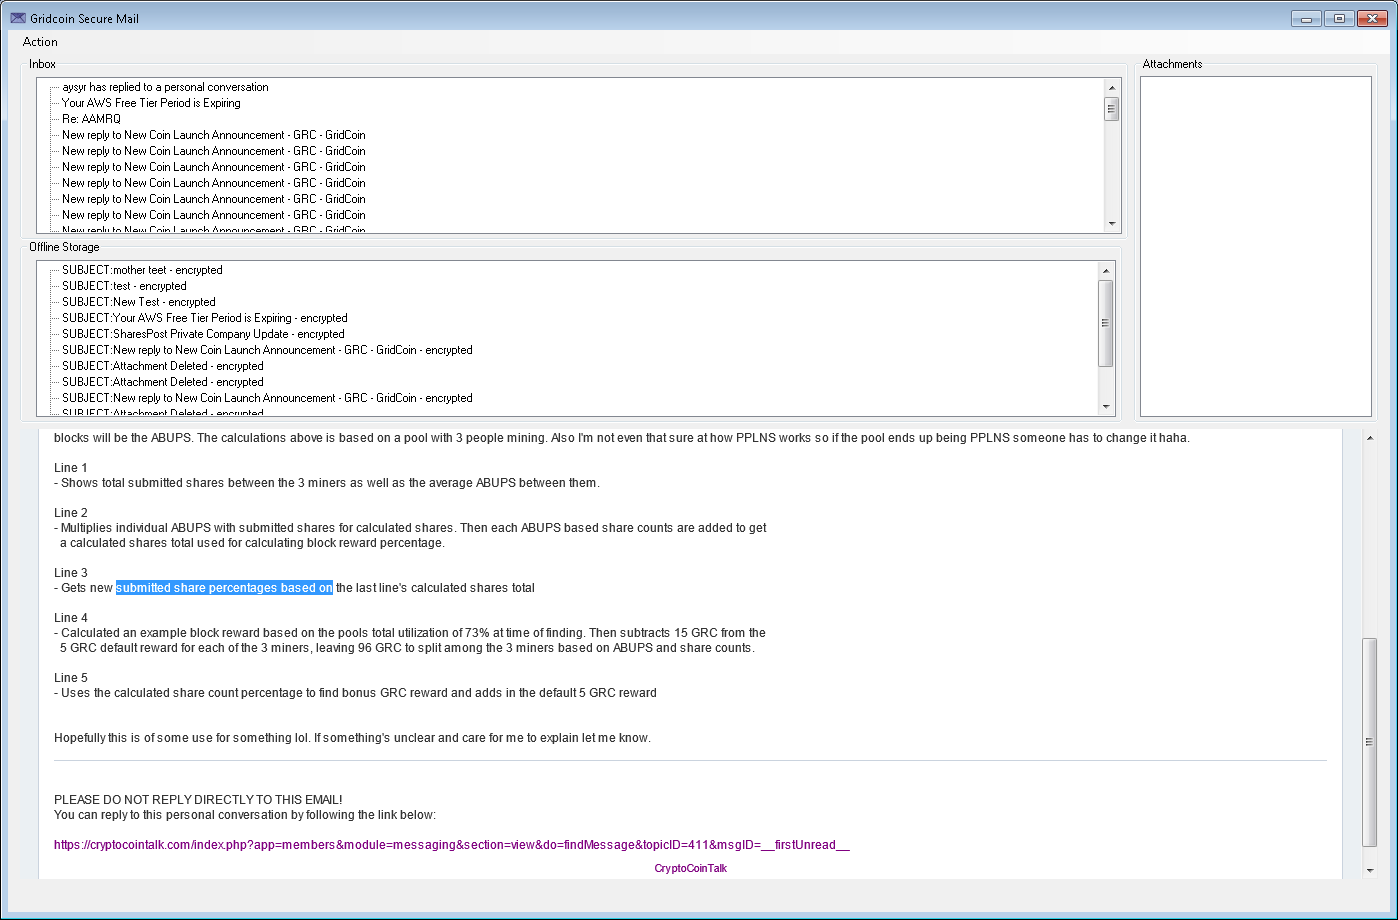 Gridcoin Secure Mail
Action
Inbox
aysyr has replied to a personal conversation
Your AWS Free Tier Period is Expiring
Re: AAMRQ
New reply to New Coin Launch Announcement - GRC - GridCoin
New reply to New Coin Launch Announcement - GRC - GridCoin
New reply to New Coin Launch Announcement - GRC - GridCoin
New reply to New Coin Launch Announcement - GRC - GridCoin
New reply to New Coin Launch Announcement - GRC - GridCoin
New reply to New Coin Launch Announcement - GRC - GridCoin
New reply to New Coin Launch Announcement - GRC - GridCoin
Attachments
Offline Storage
SUBJECT:mother teet - encrypted
SUBJECT:test - encrypted
SUBJECT:New Test - encrypted
SUBJECT:Your AWS Free Tier Period is Expiring - encrypted
SUBJECT:SharesPost Private Company Update - encrypted
SUBJECT:New reply to New Coin Launch Announcement - GRC - GridCoin - encrypted
SUBJECT:Attachment Deleted - encrypted
SUBJECT:Attachment Deleted - encrypted
SUBJECT:New reply to New Coin Launch Announcement - GRC - GridCoin - encrypted
SUBJECT:Attachment Deleted - encrypted
blocks will be the ABUPS. The calculations above is based on a pool with 3 people mining. Also I'm not even that sure at how PPLNS works so if the pool ends up being PPLNS someone has to change it haha.
Line 1
- Shows total submitted shares between the 3 miners as well as the average ABUPS between them.
Line 2
- Multiplies individual ABUPS with submitted shares for calculated shares. Then each ABUPS based share counts are added to get
a calculated shares total used for calculating block reward percentage.
Line 3
- Gets new submitted share percentages based on the last line's calculated shares total
Line 4
- Calculated an example block reward based on the pools total utilization of 73% at time of finding. Then subtracts 15 GRC from the
5 GRC default reward for each of the 3 miners, leaving 96 GRC to split among the 3 miners based on ABUPS and share counts.
Line 5
- Uses the calculated share count percentage to find bonus GRC reward and adds in the default 5 GRC reward
Hopefully this is of some use for something lol. If something's unclear and care for me to explain let me know.
PLEASE DO NOT REPLY DIRECTLY TO THIS EMAIL!
You can reply to this personal conversation by following the link below:
https://cryptocointalk.com/index.php?app=members&module=messaging&section=view&do=findMessage&topicID=411&msgID=__firstUnread__
CryptoCoinTalk